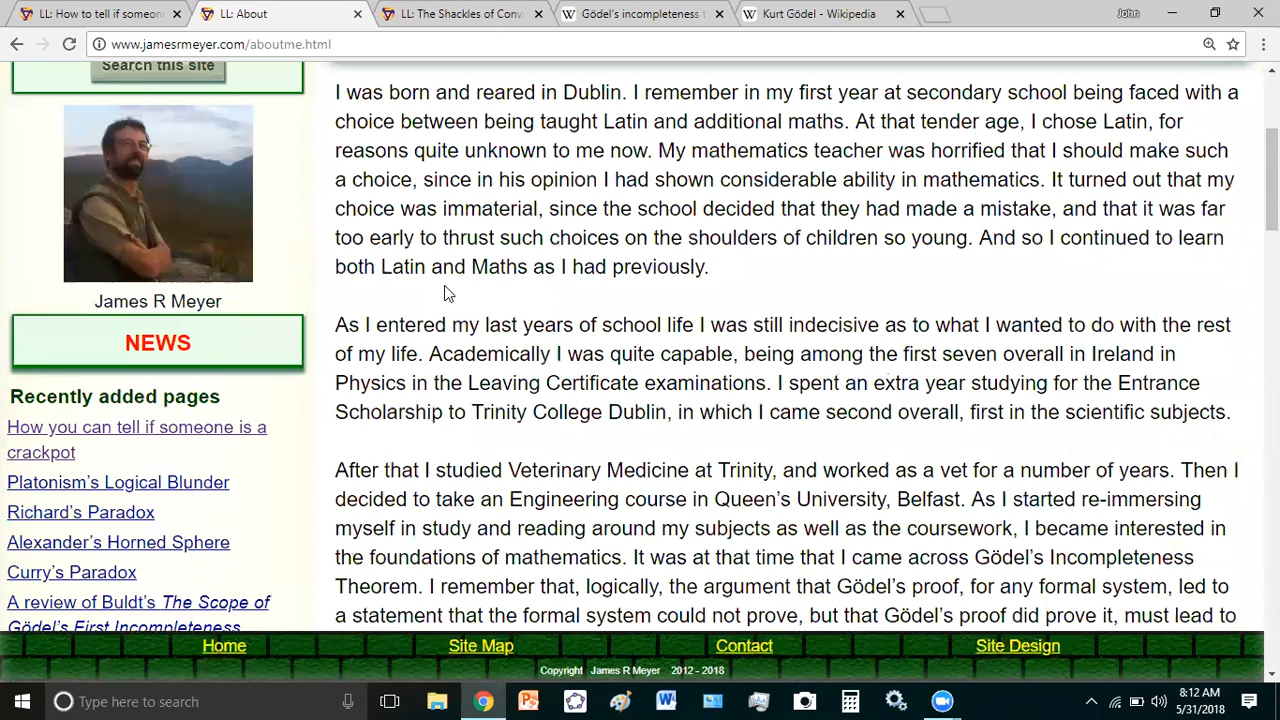 LL: How to tell if someon
LL: About
LL: The Shackles of Conv
Gödel's incompleteness t
Kurt Gödel - Wikipedia
John
www.jamesrmeyer.com/aboutme.html
Search this site
James R Meyer
NEWS
Recently added pages
How you can tell if someone is a
crackpot
Platonism's Logical Blunder
Richard's Paradox
Alexander's Horned Sphere
Curry's Paradox
A review of Buldt's The Scope of
Gödel's First Incompleteness
I was born and reared in Dublin. I remember in my first year at secondary school being faced with a
choice between being taught Latin and additional maths. At that tender age, I chose Latin, for
reasons quite unknown to me now. My mathematics teacher was horrified that I should make such
a choice, since in his opinion I had shown considerable ability in mathematics. It turned out that my
choice was immaterial, since the school decided that they had made a mistake, and that it was far
too early to thrust such choices on the shoulders of children so young. And so I continued to learn
both Latin and Maths as I had previously.
As I entered my last years of school life I was still indecisive as to what I wanted to do with the rest
of my life. Academically I was quite capable, being among the first seven overall in Ireland in
Physics in the Leaving Certificate examinations. I spent an extra year studying for the Entrance
Scholarship to Trinity College Dublin, in which I came second overall, first in the scientific subjects.
After that I studied Veterinary Medicine at Trinity, and worked as a vet for a number of years. Then I
decided to take an Engineering course in Queen's University, Belfast. As I started re-immersing
myself in study and reading around my subjects as well as the coursework, I became interested in
the foundations of mathematics. It was at that time that I came across Gödel's Incompleteness
Theorem. I remember that, logically, the argument that Gödel's proof, for any formal system, led to
a statement that the formal system could not prove, but that Gödel's proof did prove it, must lead to
Home
Site Map
Contact
Site Design
Copyright James R Meyer 2012 - 2018
Type here to search
8:12 AM
5/31/2018